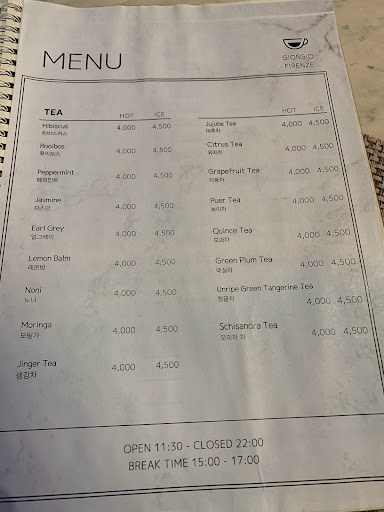 MENU
GIORGIO
FIRENZE
TEA HOT ICE
Hibiscus 4,000 4,500
히비스커스
Rooibos 4,000 4,500
루이보스
Peppermint 4,000 4,500
페퍼민트
Jasmine 4,000 4,500
자스민
Earl Grey 4,000 4,500
얼그레이
Lemon Balm 4,000 4,500
레몬밤
Noni 4,000 4,500
노니
Moringa 4,000 4,500
모링가
Jinger Tea 4,000 4,500
생강차
HOT ICE
Jujube Tea 4,000 4,500
대추차
Citrus Tea 4,000 4,500
유자차
Grapefruit Tea 4,000 4,500
자몽차
Puer Tea 4,000 4,500
보이차
Quince Tea 4,000 4,500
모과차
Green Plum Tea 4,000 4,500
매실차
Unripe Green Tangerine Tea
청귤차 4,000 4,500
Schisandra Tea 4,000 4,500
오미자 차
OPEN 11:30 - CLOSED 22:00
BREAK TIME 15:00 - 17:00